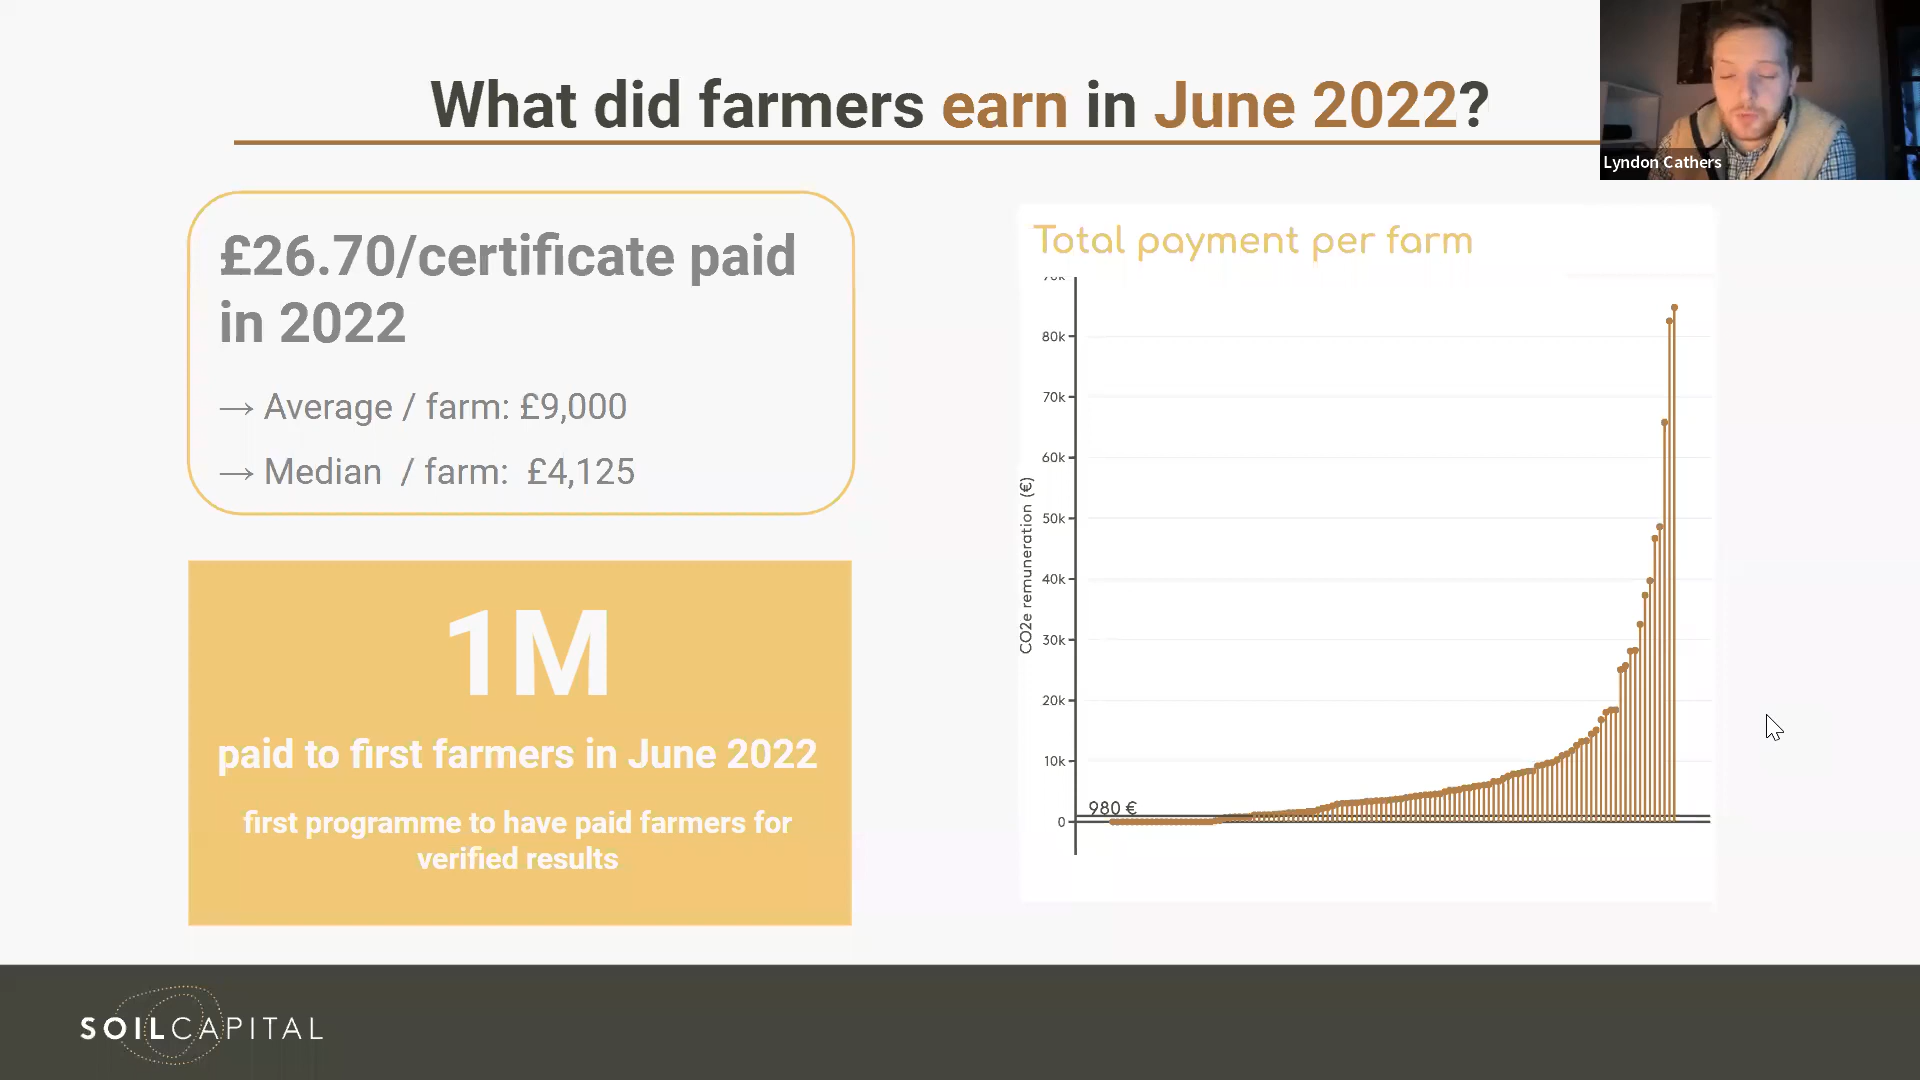 What did farmers earn in June 2022?
Lyndon Cathers
£26.70/certificate paid
in 2022
→ Average / farm: £9,000
→ Median / farm: £4,125
1M
paid to first farmers in June 2022
first programme to have paid farmers for
verified results
Total payment per farm
80k
70k
60k
50k
40k
30k
20k
10k
0
980 €
CO2e remuneration (€)
SOILCAPITAL